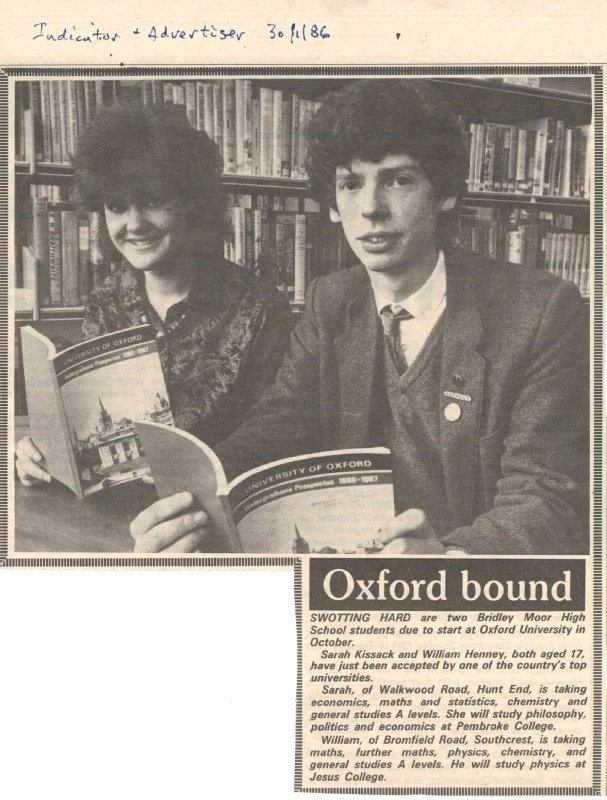 Indicator + Advertiser 30/1/86
UNIVERSITY OF OXFORD
Undergraduate Prospectus 1986-1987
UNIVERSITY OF OXFORD
Undergraduate Prospectus 1986-1987
Oxford bound
SWOTTING HARD are two Bridley Moor High
School students due to start at Oxford University in
October.
Sarah Kissack and William Henney, both aged 17,
have just been accepted by one of the country's top
universities.
Sarah, of Walkwood Road, Hunt End, is taking
economics, maths and statistics, chemistry and
general studies A levels. She will study philosophy,
politics and economics at Pembroke College.
William, of Bromfield Road, Southcrest, is taking
maths, further maths, physics, chemistry, and
general studies A levels. He will study physics at
Jesus College.